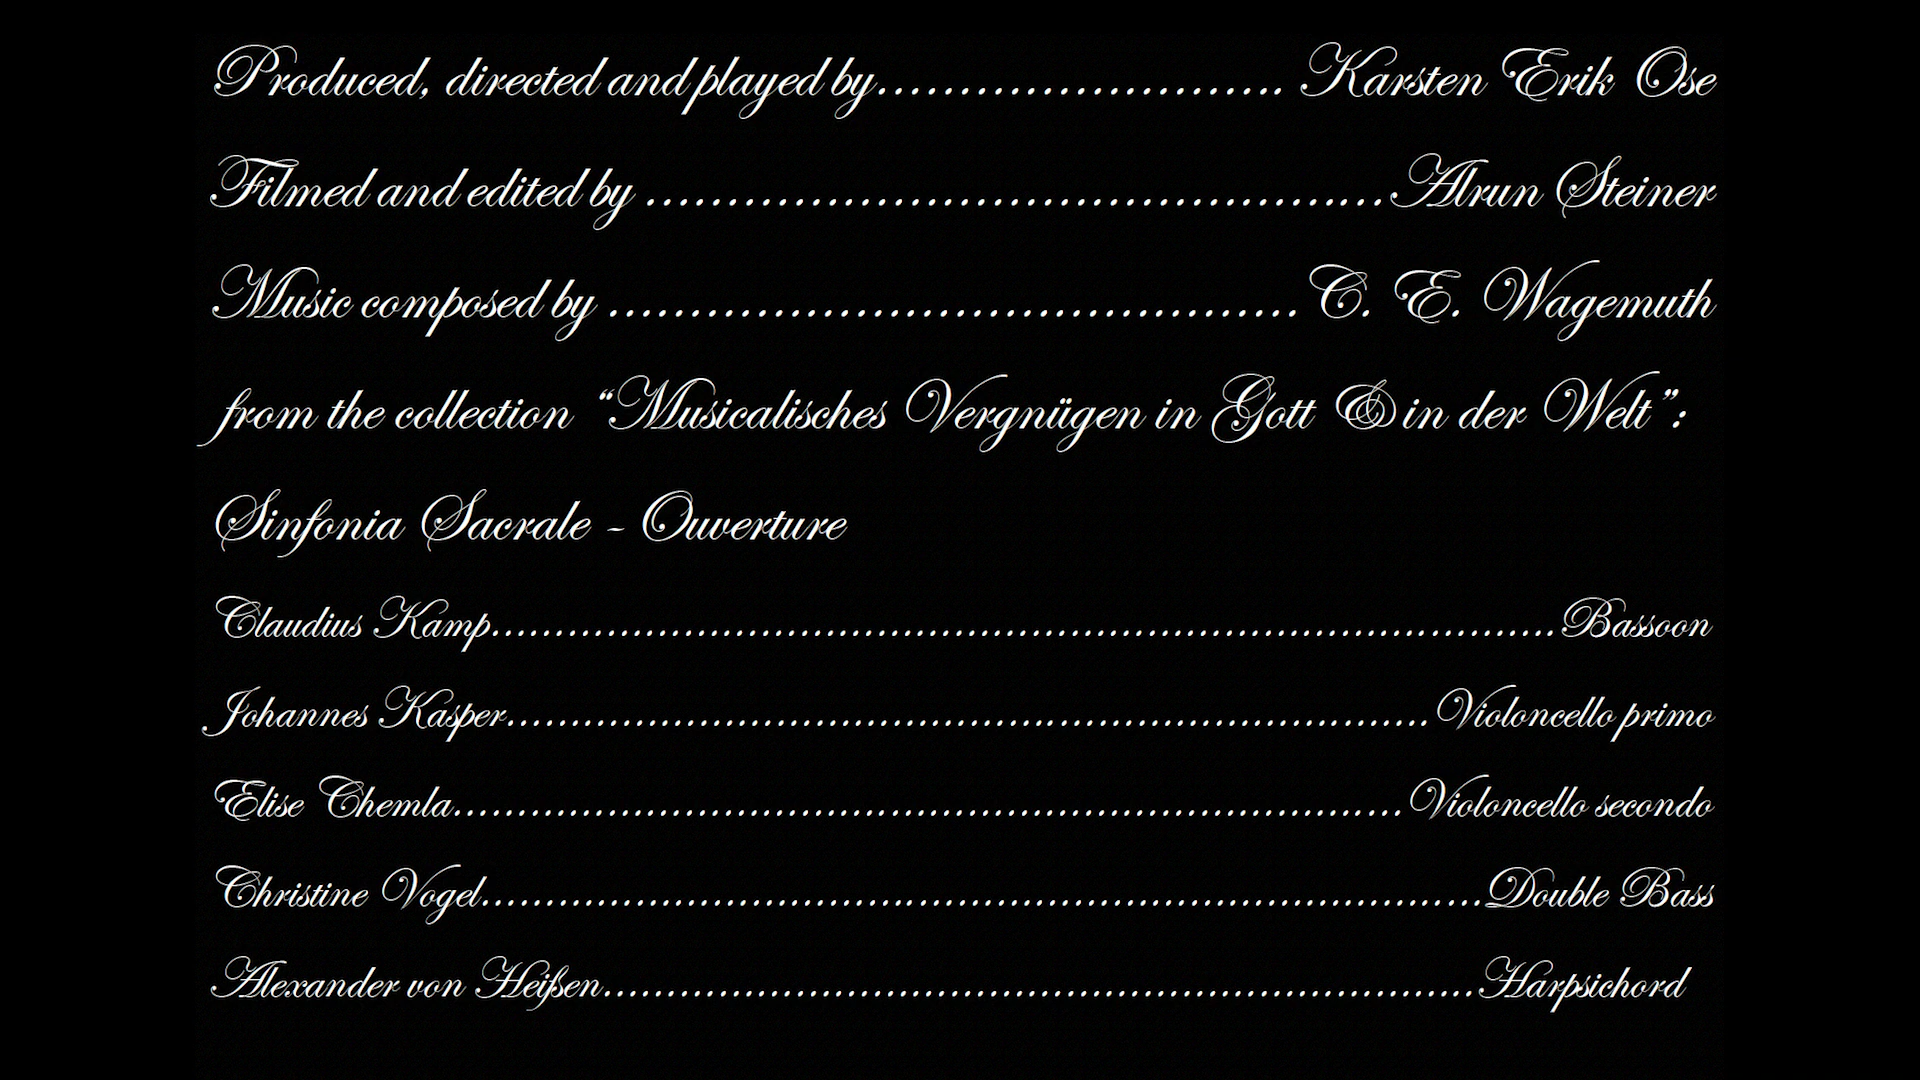 Produced, directed and played by......................... Karsten Erik Ose
Filmed and edited by ..............................................Alrun Steiner
Music composed by ........................................... C. E. Wagemuth
from the collection “Musicalisches Vergnügen in Gott & in der Welt”:
Sinfonia Sacrale - Ouverture
Claudius Kamp....................................................................................Bassoon
Johannes Kasper......................................................................... Violoncello primo
Elise Chemla...........................................................................Violoncello secondo
Christine Vogel...............................................................................Double Bass
Alexander von Heißen.....................................................................Harpsichord